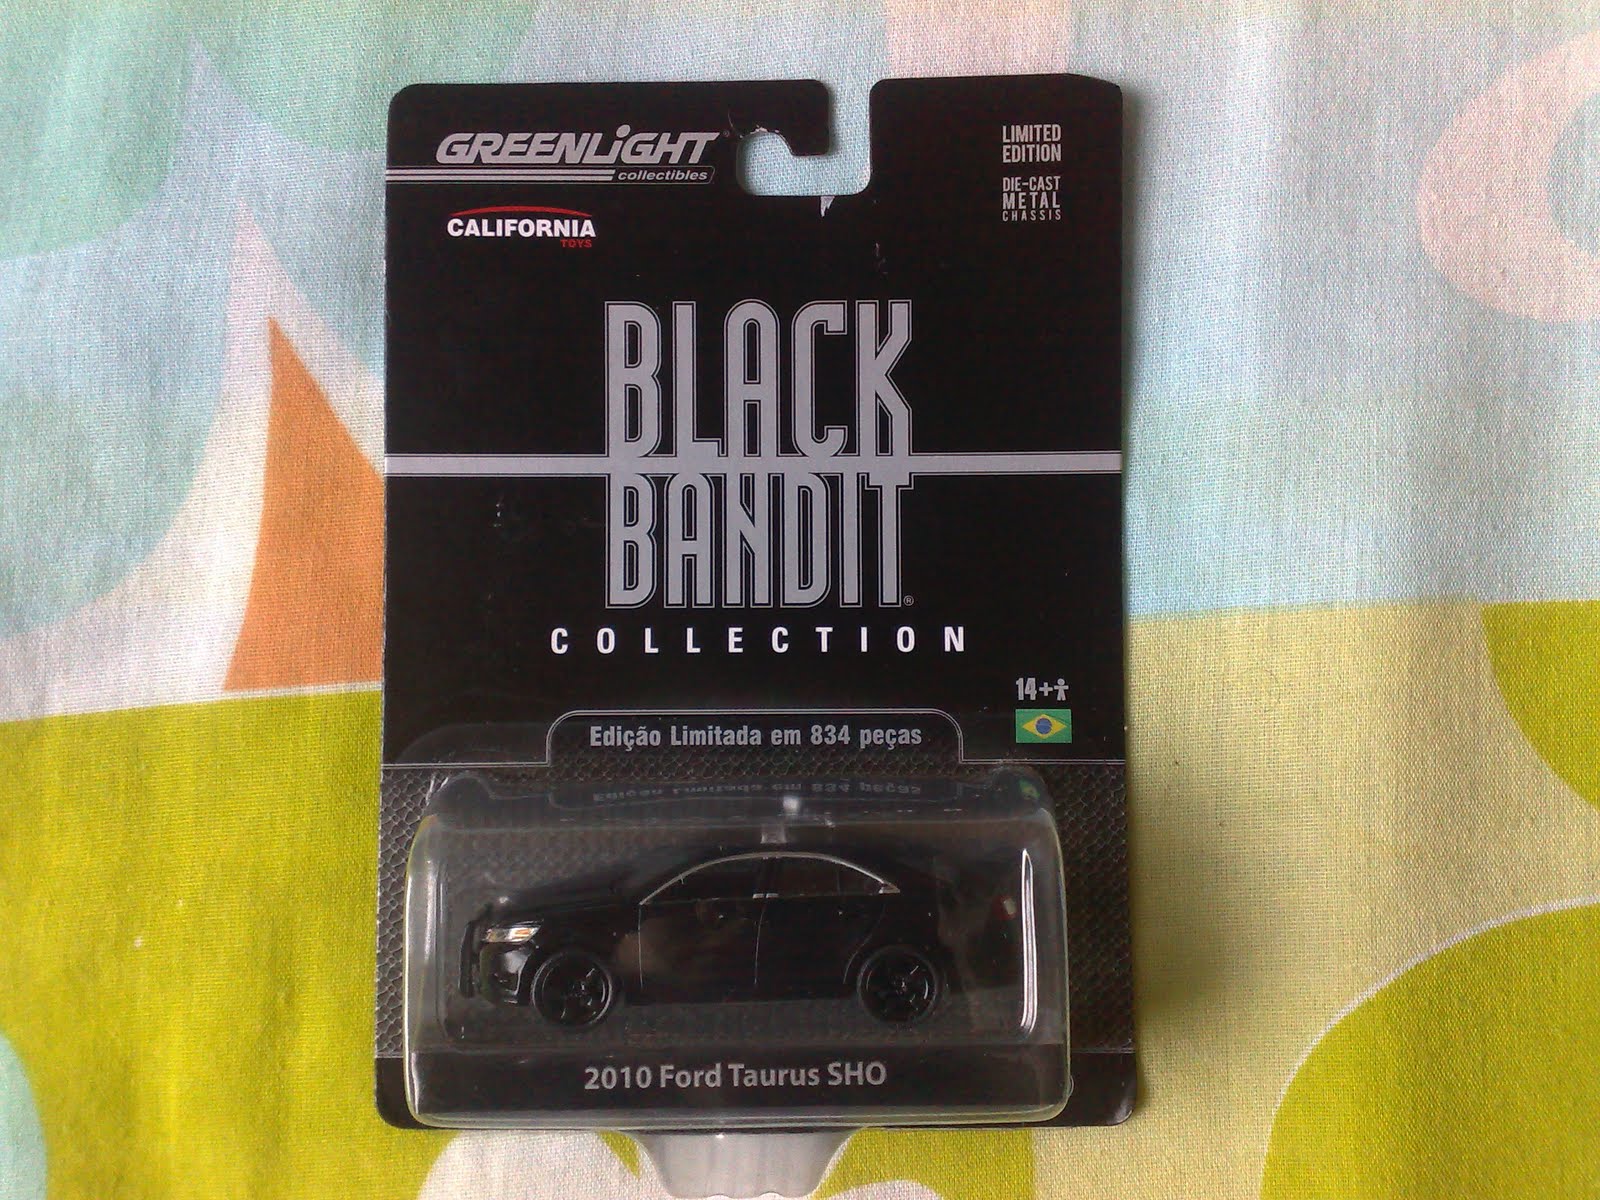 GREENLiGHT
collectibles
CALIFORNIA
TOYS
LIMITED
EDITION
DIE-CAST
METAL
CHASSIS
BLACK
BANDIT®
COLLECTION
14+
Edição Limitada em 834 peças
2010 Ford Taurus SHO